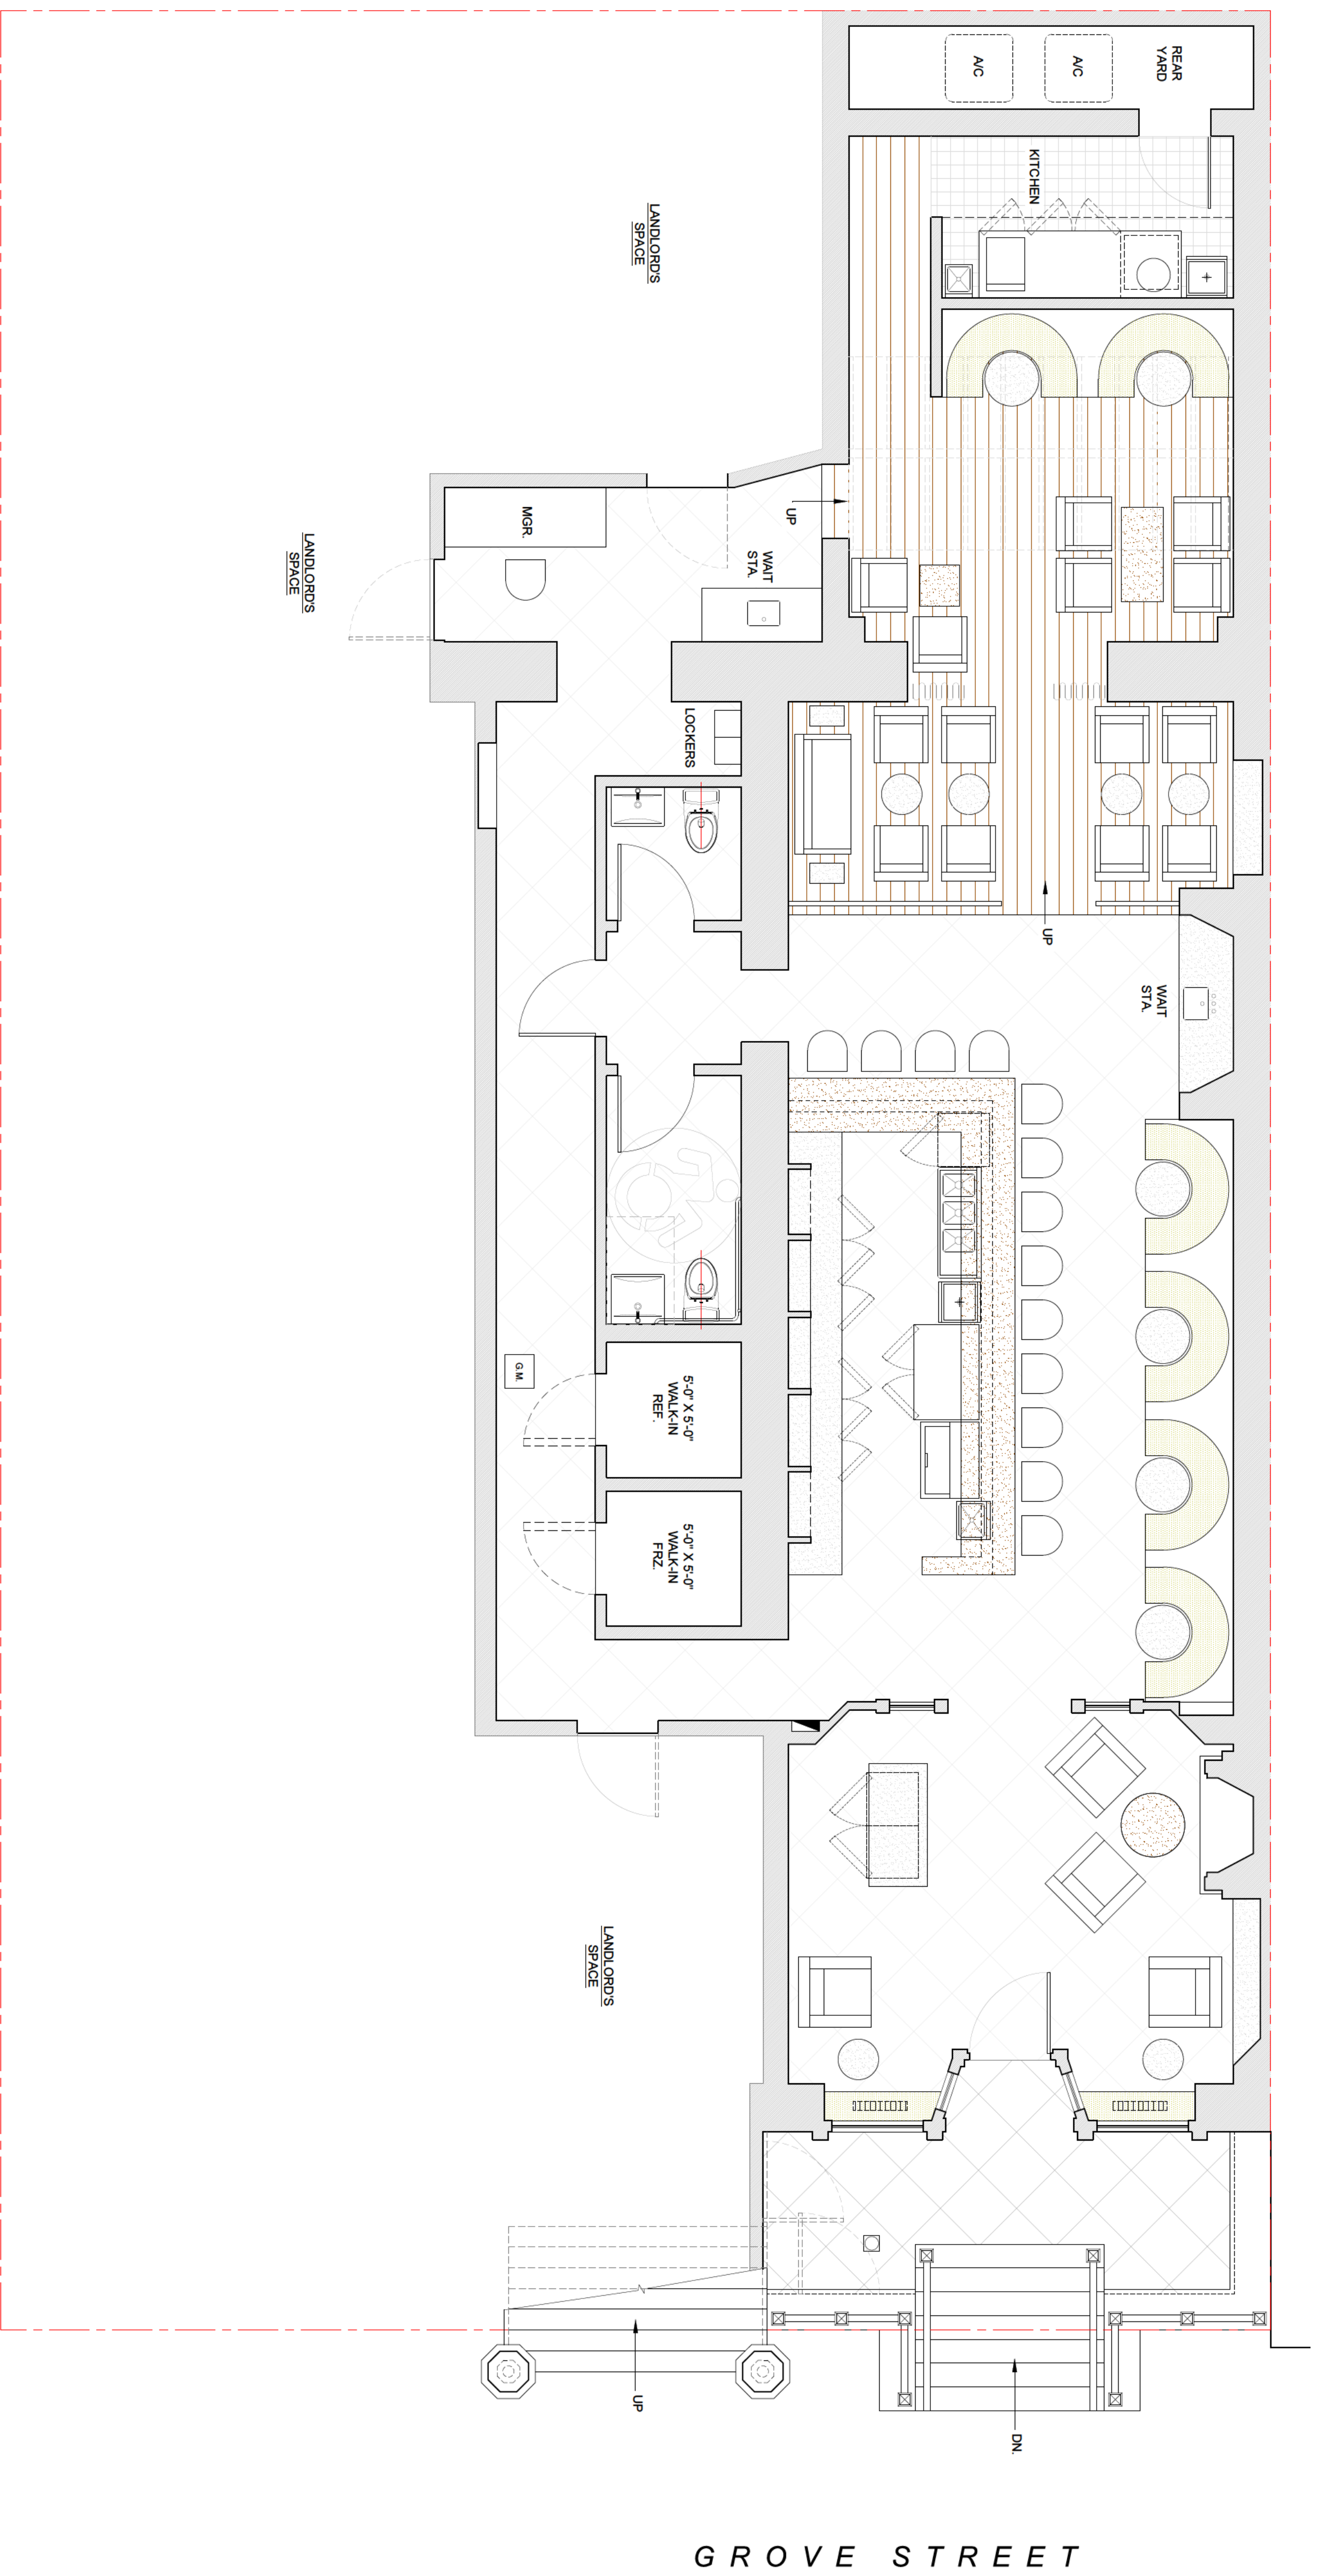 REAR
YARD
A/C
A/C
KITCHEN
LANDLORD'S
SPACE
UP
MGR.
WAIT
STA.
LANDLORD'S
SPACE
LOCKERS
UP
WAIT
STA.
G.M.
5'-0" X 5'-0"
WALK-IN
REF.
5'-0" X 5'-0"
WALK-IN
FRZ.
LANDLORD'S
SPACE
UP
DN.
GROVE STREET